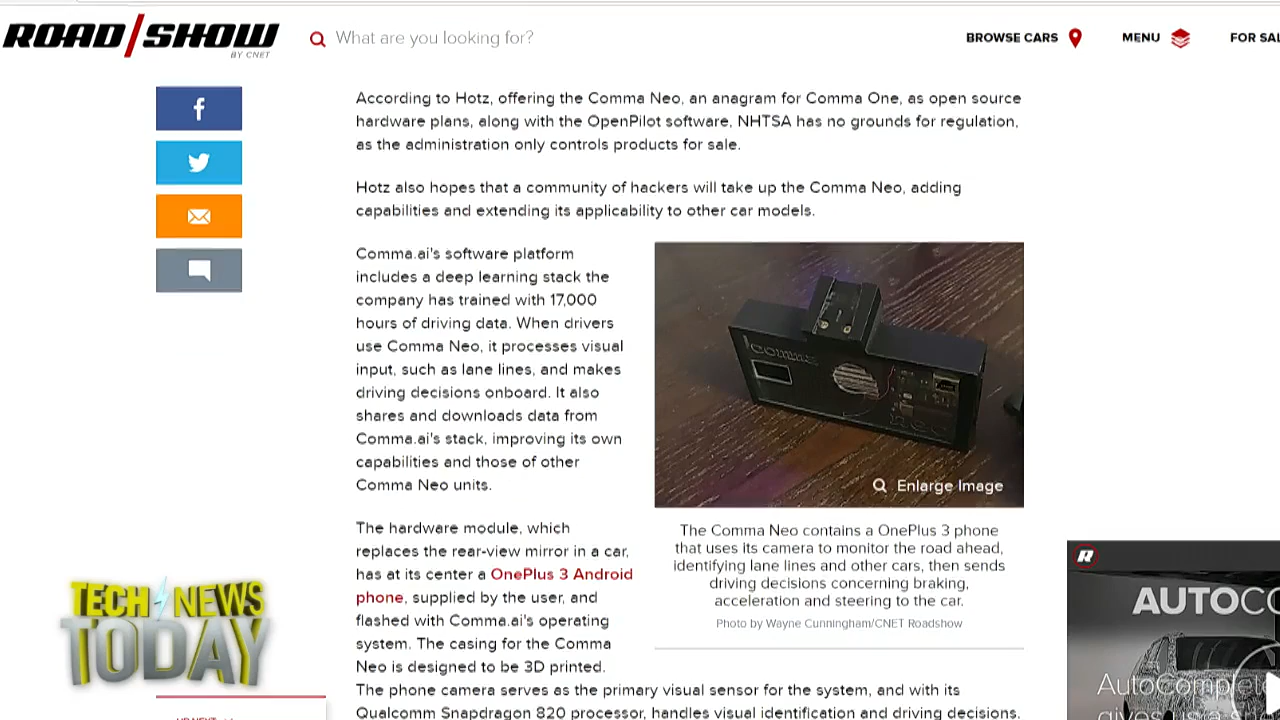 ROAD/SHOW
BY CNET
What are you looking for?
BROWSE CARS
MENU
FOR SAL
According to Hotz, offering the Comma Neo, an anagram for Comma One, as open source
hardware plans, along with the OpenPilot software, NHTSA has no grounds for regulation,
as the administration only controls products for sale.
Hotz also hopes that a community of hackers will take up the Comma Neo, adding
capabilities and extending its applicability to other car models.
Comma.ai's software platform
includes a deep learning stack the
company has trained with 17,000
hours of driving data. When drivers
use Comma Neo, it processes visual
input, such as lane lines, and makes
driving decisions onboard. It also
shares and downloads data from
Comma.ai's stack, improving its own
capabilities and those of other
Comma Neo units.
comma
Enlarge Image
The Comma Neo contains a OnePlus 3 phone
that uses its camera to monitor the road ahead,
identifying lane lines and other cars, then sends
driving decisions concerning braking,
acceleration and steering to the car.
Photo by Wayne Cunningham/CNET Roadshow
The hardware module, which
replaces the rear-view mirror in a car,
has at its center a OnePlus 3 Android
phone, supplied by the user, and
flashed with Comma.ai's operating
system. The casing for the Comma
Neo is designed to be 3D printed.
The phone camera serves as the primary visual sensor for the system, and with its
Qualcomm Snapdragon 820 processor, handles visual identification and driving decisions.
TECH NEWS
TODAY
R
AUTOCO
AutoComplete